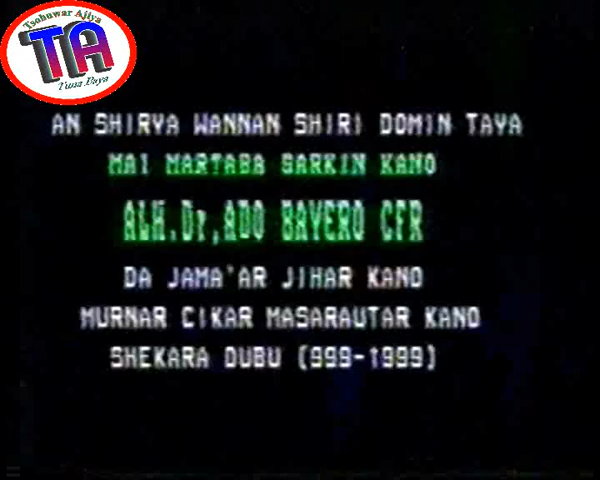 Tsohuwar Ajiya
TA
Tuna Baya
AN SHIRYA WANNAN SHIRI DOMIN TAYA
MAI MARTABA SARKIN KANO
ALH.Dr,ADO BAYERO CFR
DA JAMA'AR JIHAR KANO
MURNAR CIKAR MASARAUTAR KANO
SHEKARA DUBU (999-1999)